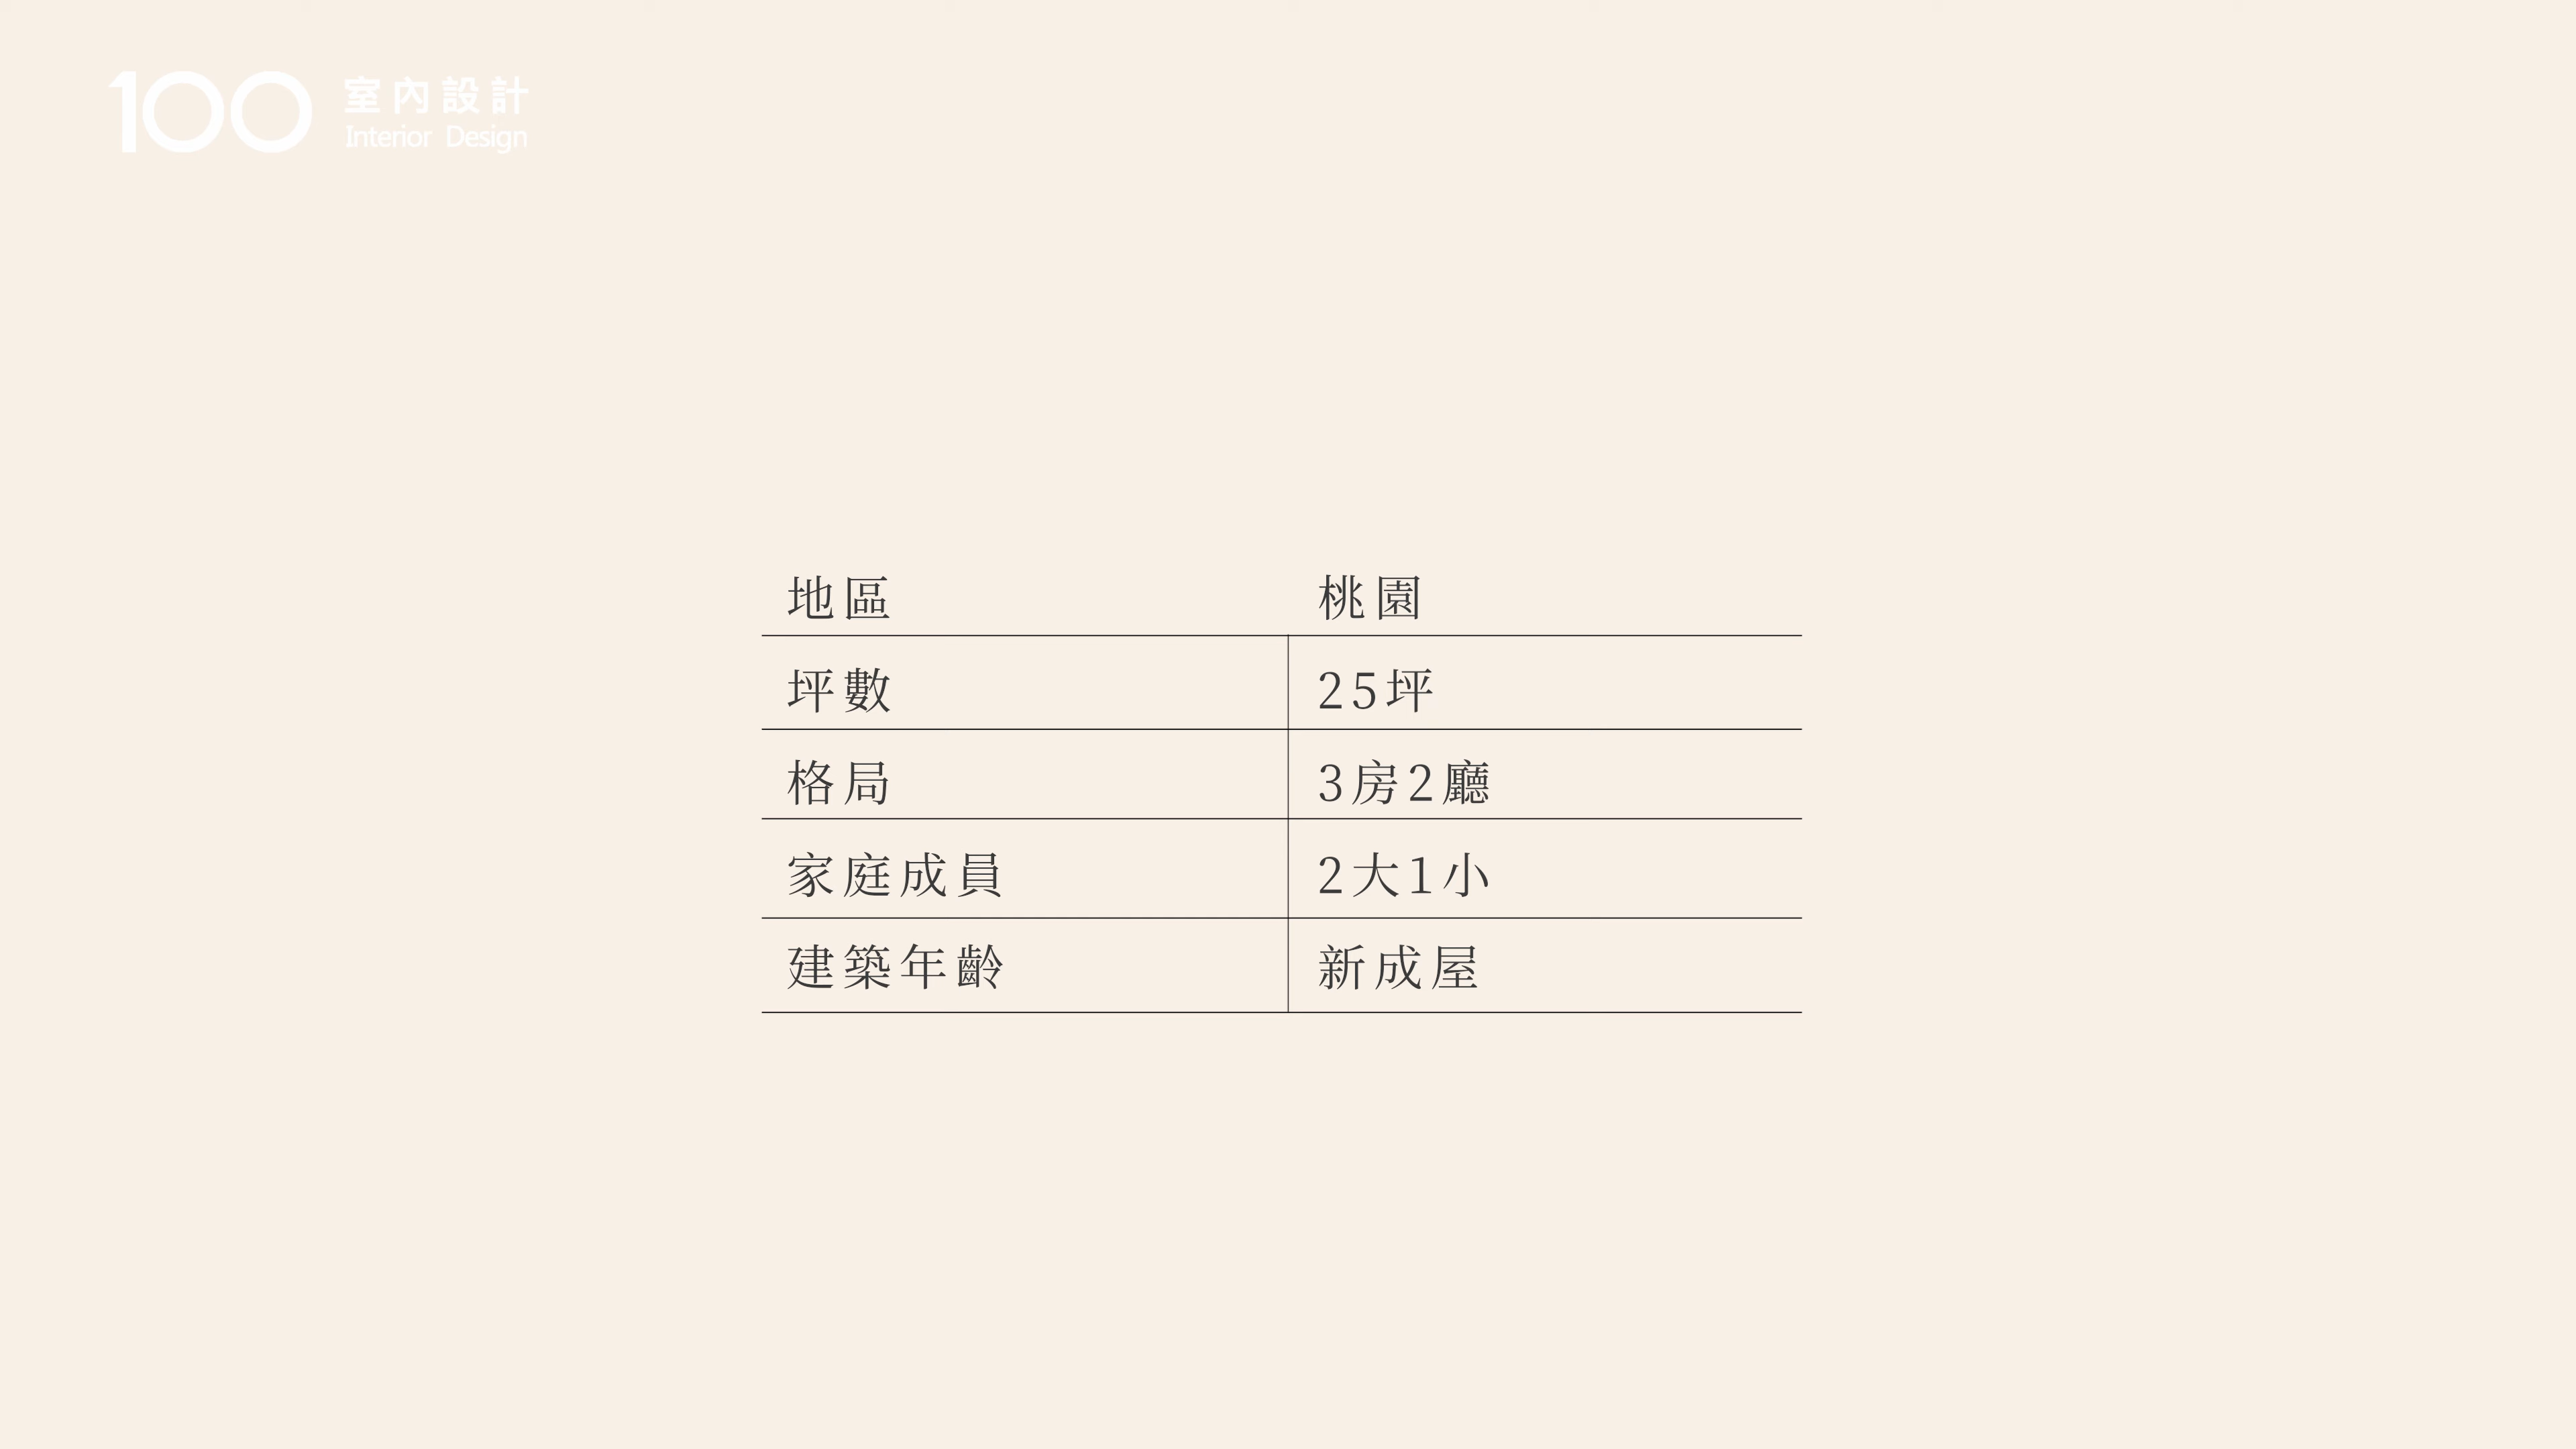 100 室內設計
Interior Design
地區 桃園
坪數 25坪
格局 3房2廳
家庭成員 2大1小
建築年齡 新成屋